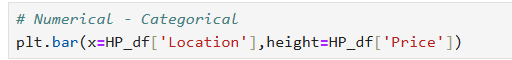 # Numerical - Categorical
plt.bar(x=HP_df['Location'],height=HP_df['Price'])